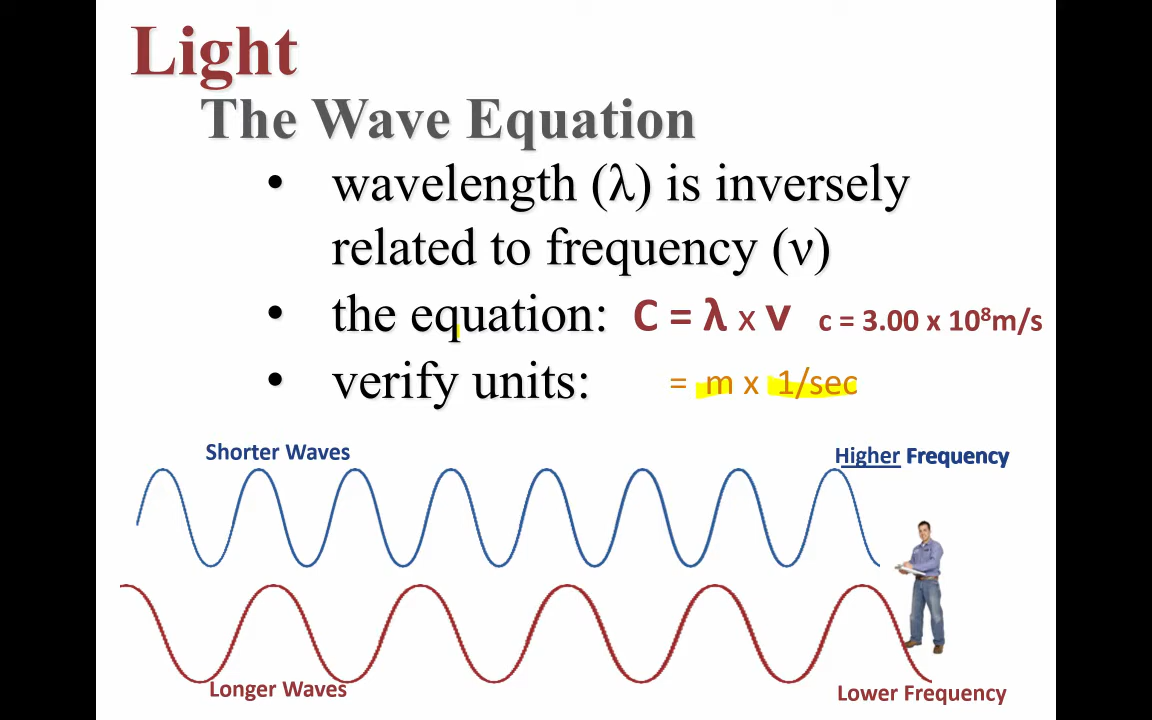 Light
The Wave Equation
• wavelength (λ) is inversely
related to frequency (ν)
• the equation: C = λ x ν c = 3.00 x 10⁸m/s
• verify units: = m x 1/sec
Shorter Waves Higher Frequency
Longer Waves Lower Frequency